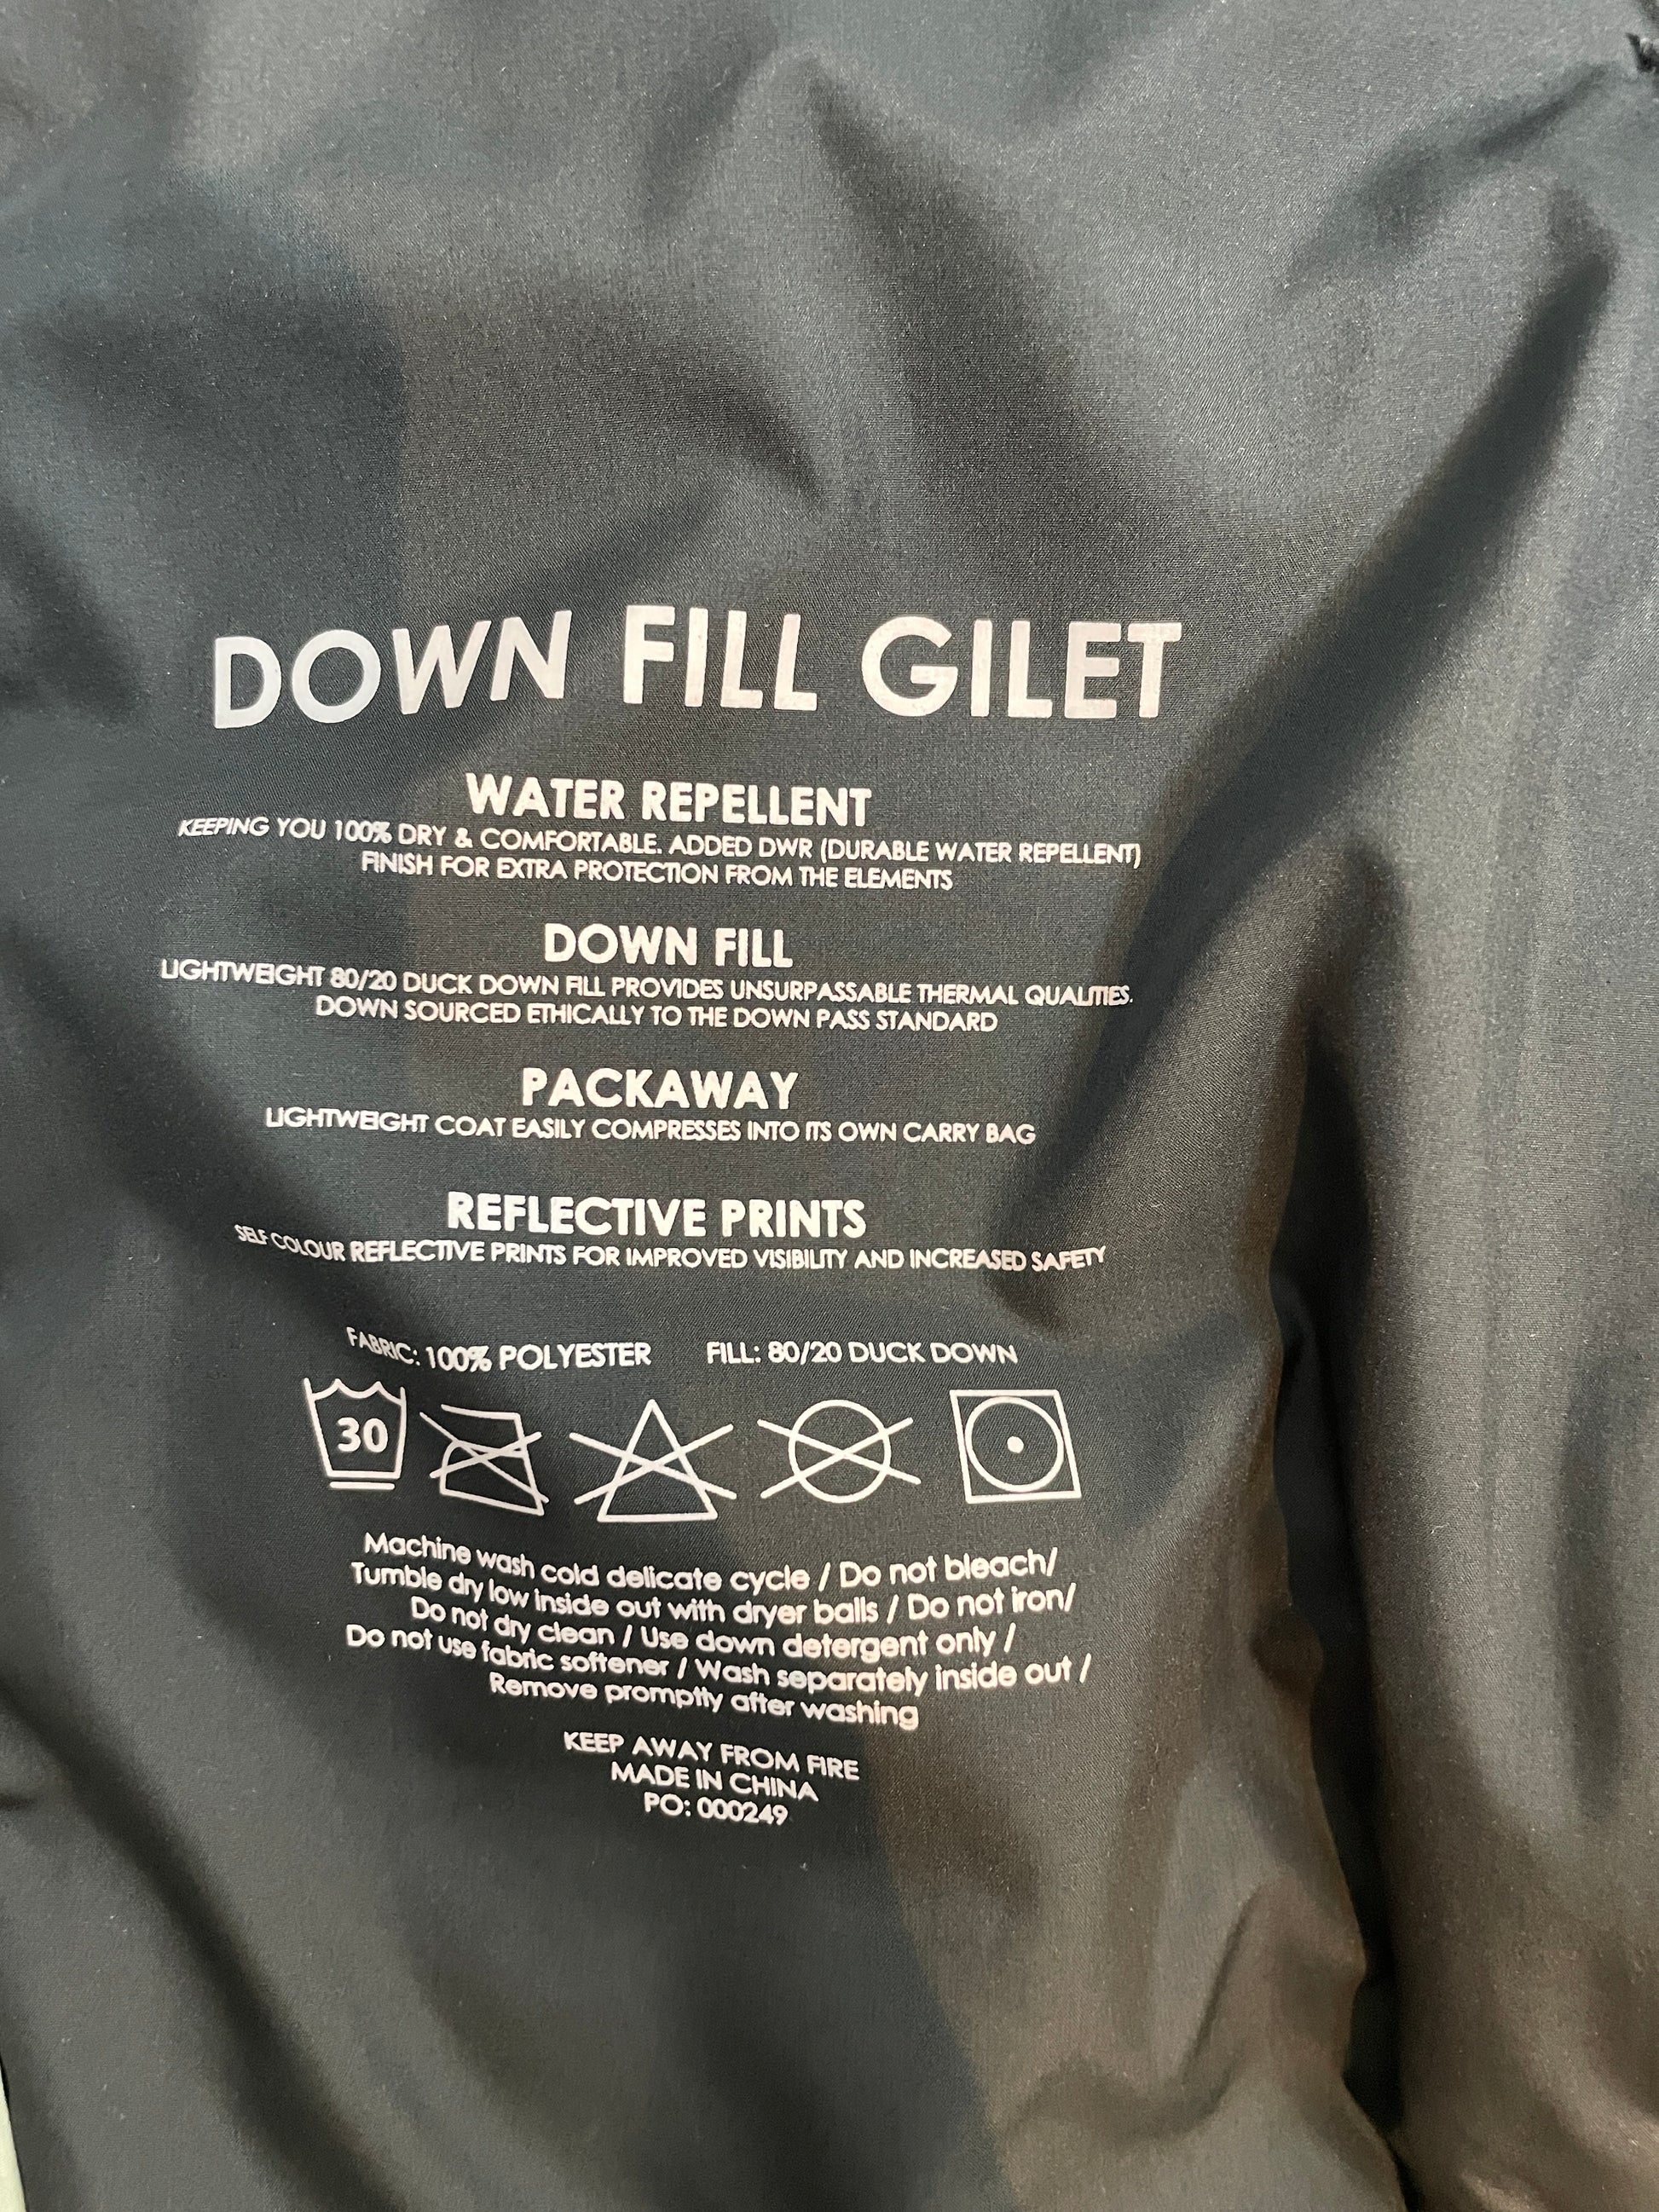 DOWN FILL GILET
WATER REPELLENT
KEEPING YOU 100% DRY & COMFORTABLE. ADDED DWR (DURABLE WATER REPELLENT)
FINISH FOR EXTRA PROTECTION FROM THE ELEMENTS
DOWN FILL
LIGHTWEIGHT 80/20 DUCK DOWN FILL PROVIDES UNSURPASSABLE THERMAL QUALITIES.
DOWN SOURCED ETHICALLY TO THE DOWN PASS STANDARD
PACKAWAY
LIGHTWEIGHT COAT EASILY COMPRESSES INTO ITS OWN CARRY BAG
REFLECTIVE PRINTS
SELF COLOUR REFLECTIVE PRINTS FOR IMPROVED VISIBILITY AND INCREASED SAFETY
FABRIC: 100% POLYESTER FILL: 80/20 DUCK DOWN
30
Machine wash cold delicate cycle / Do not bleach/
Tumble dry low inside out with dryer balls / Do not iron/
Do not dry clean / Use down detergent only /
Do not use fabric softener / Wash separately inside out /
Remove promptly after washing
KEEP AWAY FROM FIRE
MADE IN CHINA
PO: 000249